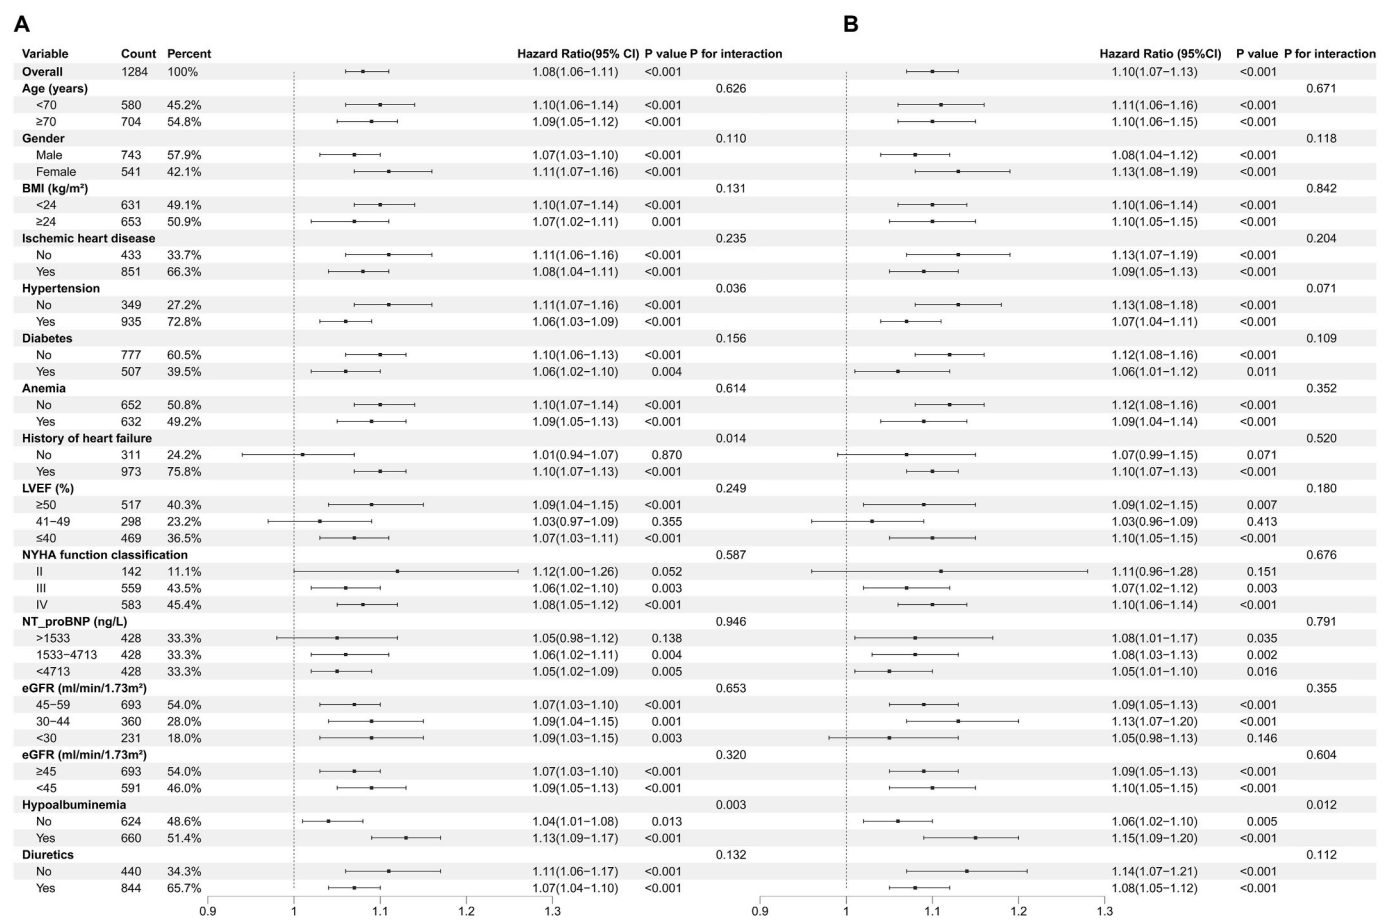 A B
Variable Count Percent Hazard Ratio(95% CI) P value P for interaction Hazard Ratio (95%CI) P value P for interaction
Overall 1284 100% 1.08(1.06−1.11) <0.001 1.10(1.07−1.13) <0.001
Age (years) 0.626 0.671
<70 580 45.2% 1.10(1.06−1.14) <0.001 1.11(1.06−1.16) <0.001
≥70 704 54.8% 1.09(1.05−1.12) <0.001 1.10(1.06−1.15) <0.001
Gender 0.110 0.118
Male 743 57.9% 1.07(1.03−1.10) <0.001 1.08(1.04−1.12) <0.001
Female 541 42.1% 1.11(1.07−1.16) <0.001 1.13(1.08−1.19) <0.001
BMI (kg/m²) 0.131 0.842
<24 631 49.1% 1.10(1.07−1.14) <0.001 1.10(1.06−1.14) <0.001
≥24 653 50.9% 1.07(1.02−1.11) 0.001 1.10(1.05−1.15) <0.001
Ischemic heart disease 0.235 0.204
No 433 33.7% 1.11(1.06−1.16) <0.001 1.13(1.07−1.19) <0.001
Yes 851 66.3% 1.08(1.04−1.11) <0.001 1.09(1.05−1.13) <0.001
Hypertension 0.036 0.071
No 349 27.2% 1.11(1.07−1.16) <0.001 1.13(1.08−1.18) <0.001
Yes 935 72.8% 1.06(1.03−1.09) <0.001 1.07(1.04−1.11) <0.001
Diabetes 0.156 0.109
No 777 60.5% 1.10(1.06−1.13) <0.001 1.12(1.08−1.16) <0.001
Yes 507 39.5% 1.06(1.02−1.10) 0.004 1.06(1.01−1.12) 0.011
Anemia 0.614 0.352
No 652 50.8% 1.10(1.07−1.14) <0.001 1.12(1.08−1.16) <0.001
Yes 632 49.2% 1.09(1.05−1.13) <0.001 1.09(1.04−1.14) <0.001
History of heart failure 0.014 0.520
No 311 24.2% 1.01(0.94−1.07) 0.870 1.07(0.99−1.15) 0.071
Yes 973 75.8% 1.10(1.07−1.13) <0.001 1.10(1.07−1.13) <0.001
LVEF (%) 0.249 0.180
≥50 517 40.3% 1.09(1.04−1.15) <0.001 1.09(1.02−1.15) 0.007
41−49 298 23.2% 1.03(0.97−1.09) 0.355 1.03(0.96−1.09) 0.413
≤40 469 36.5% 1.07(1.03−1.11) <0.001 1.10(1.05−1.15) <0.001
NYHA function classification 0.587 0.676
II 142 11.1% 1.12(1.00−1.26) 0.052 1.11(0.96−1.28) 0.151
III 559 43.5% 1.06(1.02−1.10) 0.003 1.07(1.02−1.12) 0.003
IV 583 45.4% 1.08(1.05−1.12) <0.001 1.10(1.06−1.14) <0.001
NT_proBNP (ng/L) 0.946 0.791
>1533 428 33.3% 1.05(0.98−1.12) 0.138 1.08(1.01−1.17) 0.035
1533−4713 428 33.3% 1.06(1.02−1.11) 0.004 1.08(1.03−1.13) 0.002
<4713 428 33.3% 1.05(1.02−1.09) 0.005 1.05(1.01−1.10) 0.016
eGFR (ml/min/1.73m²) 0.653 0.355
45−59 693 54.0% 1.07(1.03−1.10) <0.001 1.09(1.05−1.13) <0.001
30−44 360 28.0% 1.09(1.04−1.15) 0.001 1.13(1.07−1.20) <0.001
<30 231 18.0% 1.09(1.03−1.15) 0.003 1.05(0.98−1.13) 0.146
eGFR (ml/min/1.73m²) 0.320 0.604
≥45 693 54.0% 1.07(1.03−1.10) <0.001 1.09(1.05−1.13) <0.001
<45 591 46.0% 1.09(1.05−1.13) <0.001 1.10(1.05−1.15) <0.001
Hypoalbuminemia 0.003 0.012
No 624 48.6% 1.04(1.01−1.08) 0.013 1.06(1.02−1.10) 0.005
Yes 660 51.4% 1.13(1.09−1.17) <0.001 1.15(1.09−1.20) <0.001
Diuretics 0.132 0.112
No 440 34.3% 1.11(1.06−1.17) <0.001 1.14(1.07−1.21) <0.001
Yes 844 65.7% 1.07(1.04−1.10) <0.001 1.08(1.05−1.12) <0.001
0.9 1 1.1 1.2 1.3 0.9 1 1.1 1.2 1.3